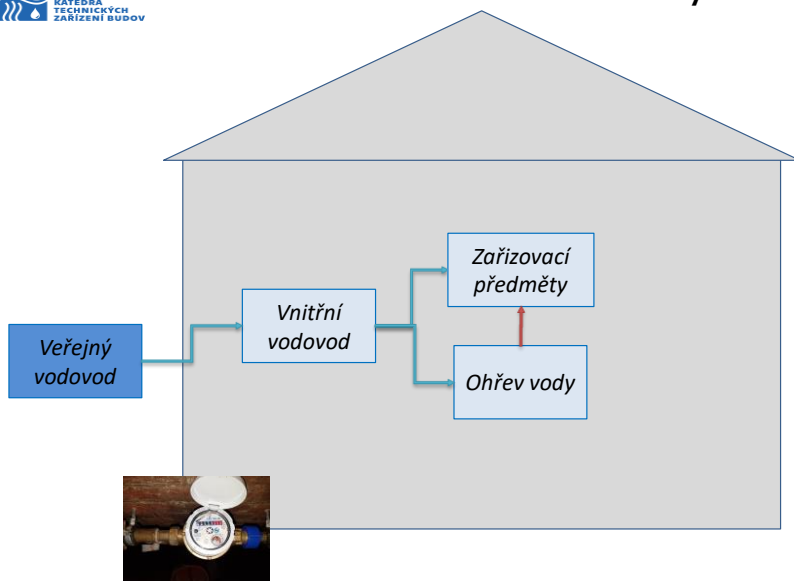 KATEDRA
TECHNICKÝCH
ZAŘÍZENÍ BUDOV
Zařizovací
předměty
Vnitřní
vodovod
Veřejný
vodovod
Ohřev vody